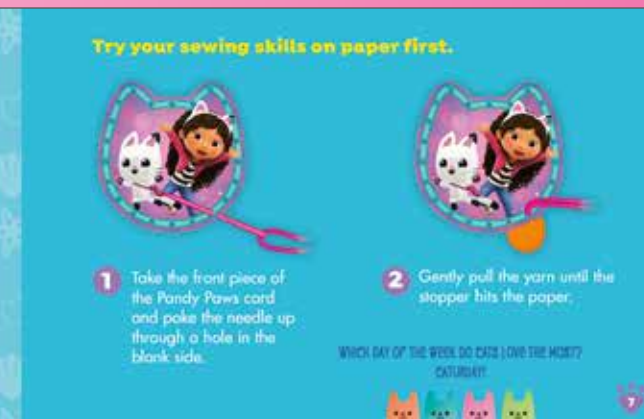 Try your sewing skills on paper first.
1 Take the front piece of
the Pandy Paws card
and poke the needle up
through a hole in the
blank side.
2 Gently pull the yarn until the
stopper hits the paper.
WHICH DAY OF THE WEEK DO CATS LOVE THE MOST?
CATURDAY!
7